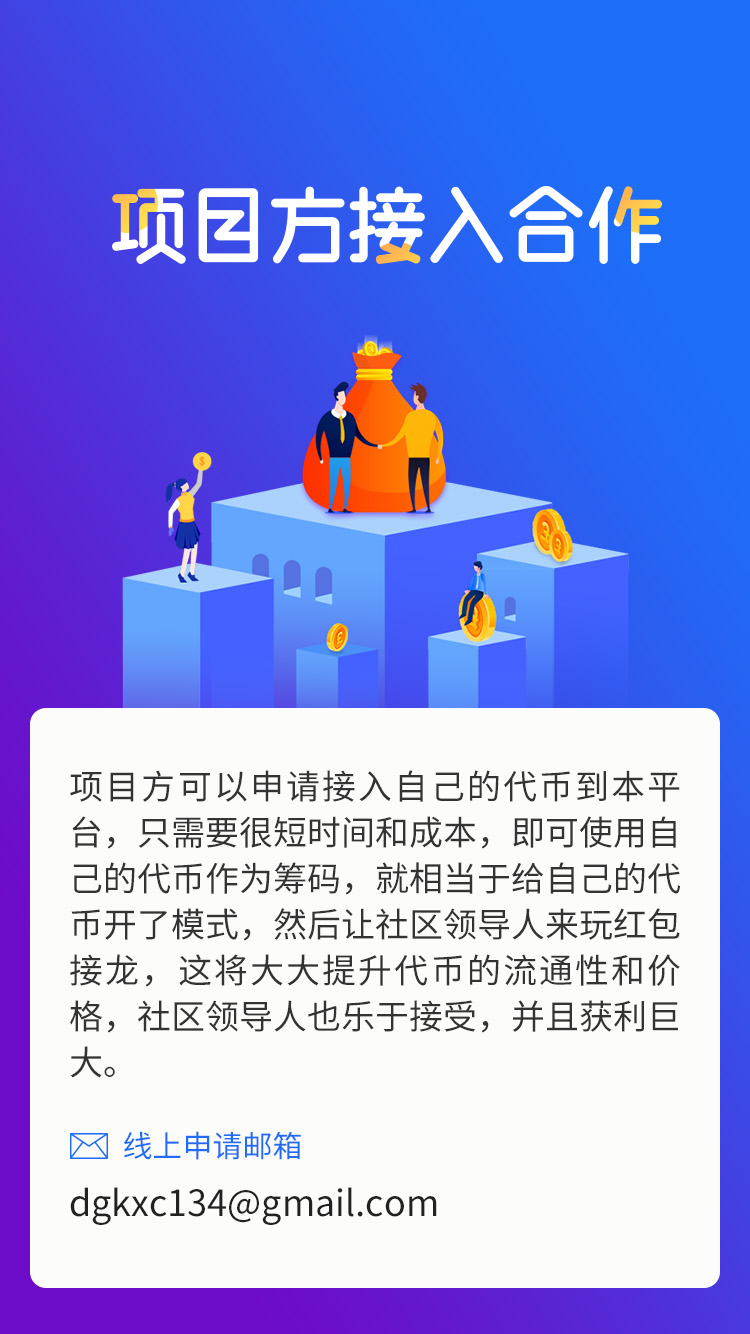 项目方接入合作
项目方可以申请接入自己的代币到本平
台，只需要很短时间和成本，即可使用自
己的代币作为筹码，就相当于给自己的代
币开了模式，然后让社区领导人来玩红包
接龙，这将大大提升代币的流通性和价
格，社区领导人也乐于接受，并且获利巨
大。
线上申请邮箱
dgkxc134@gmail.com